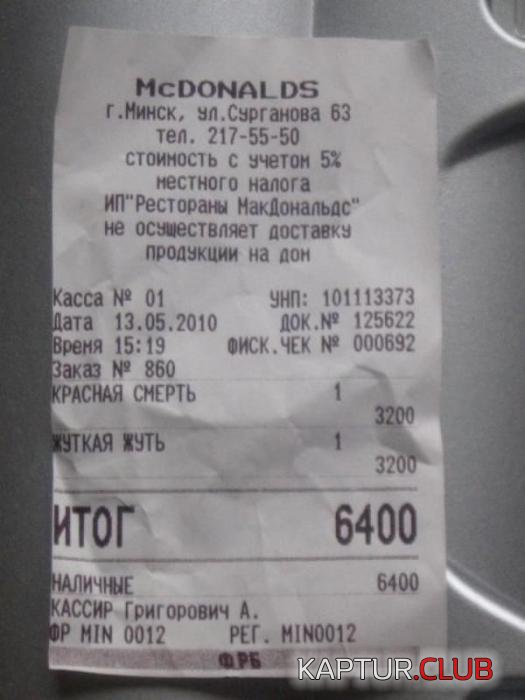 McDONALDS
г.Минск, ул.Сурганова 63
тел. 217-55-50
стоимость с учетом 5%
местного налога
ИП"Рестораны МакДональдс"
не осуществляет доставку
продукции на дом
Касса № 01 УНП: 101113373
Дата 13.05.2010 ДОК.№ 125622
Время 15:19 ФИСК.ЧЕК № 000692
Заказ № 860
КРАСНАЯ СМЕРТЬ 1
3200
ЖУТКАЯ ЖУТЬ 1
3200
ИТОГ 6400
НАЛИЧНЫЕ 6400
КАССИР Григорович А.
ФР MIN 0012 РЕГ. MIN0012
ФРБ
KAPTUR.CLUB